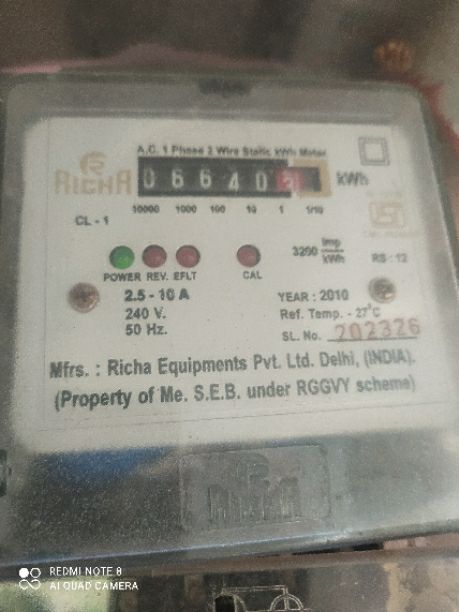 A.C. 1 Phase 2 Wire Static kWh Meter
RICHA
06640 kWh
10000 1000 100 10 1 1/10
CL - 1
3200 Imp/kWh
RS : 12
POWER REV. EFLT CAL
2.5 - 10 A
YEAR : 2010
240 V.
Ref. Temp. - 27°C
50 Hz.
SL. No. 202326
Mfrs. : Richa Equipments Pvt. Ltd. Delhi, (INDIA).
(Property of Me. S.E.B. under RGGVY scheme)
RICHA
REDMI NOTE 8
AI QUAD CAMERA